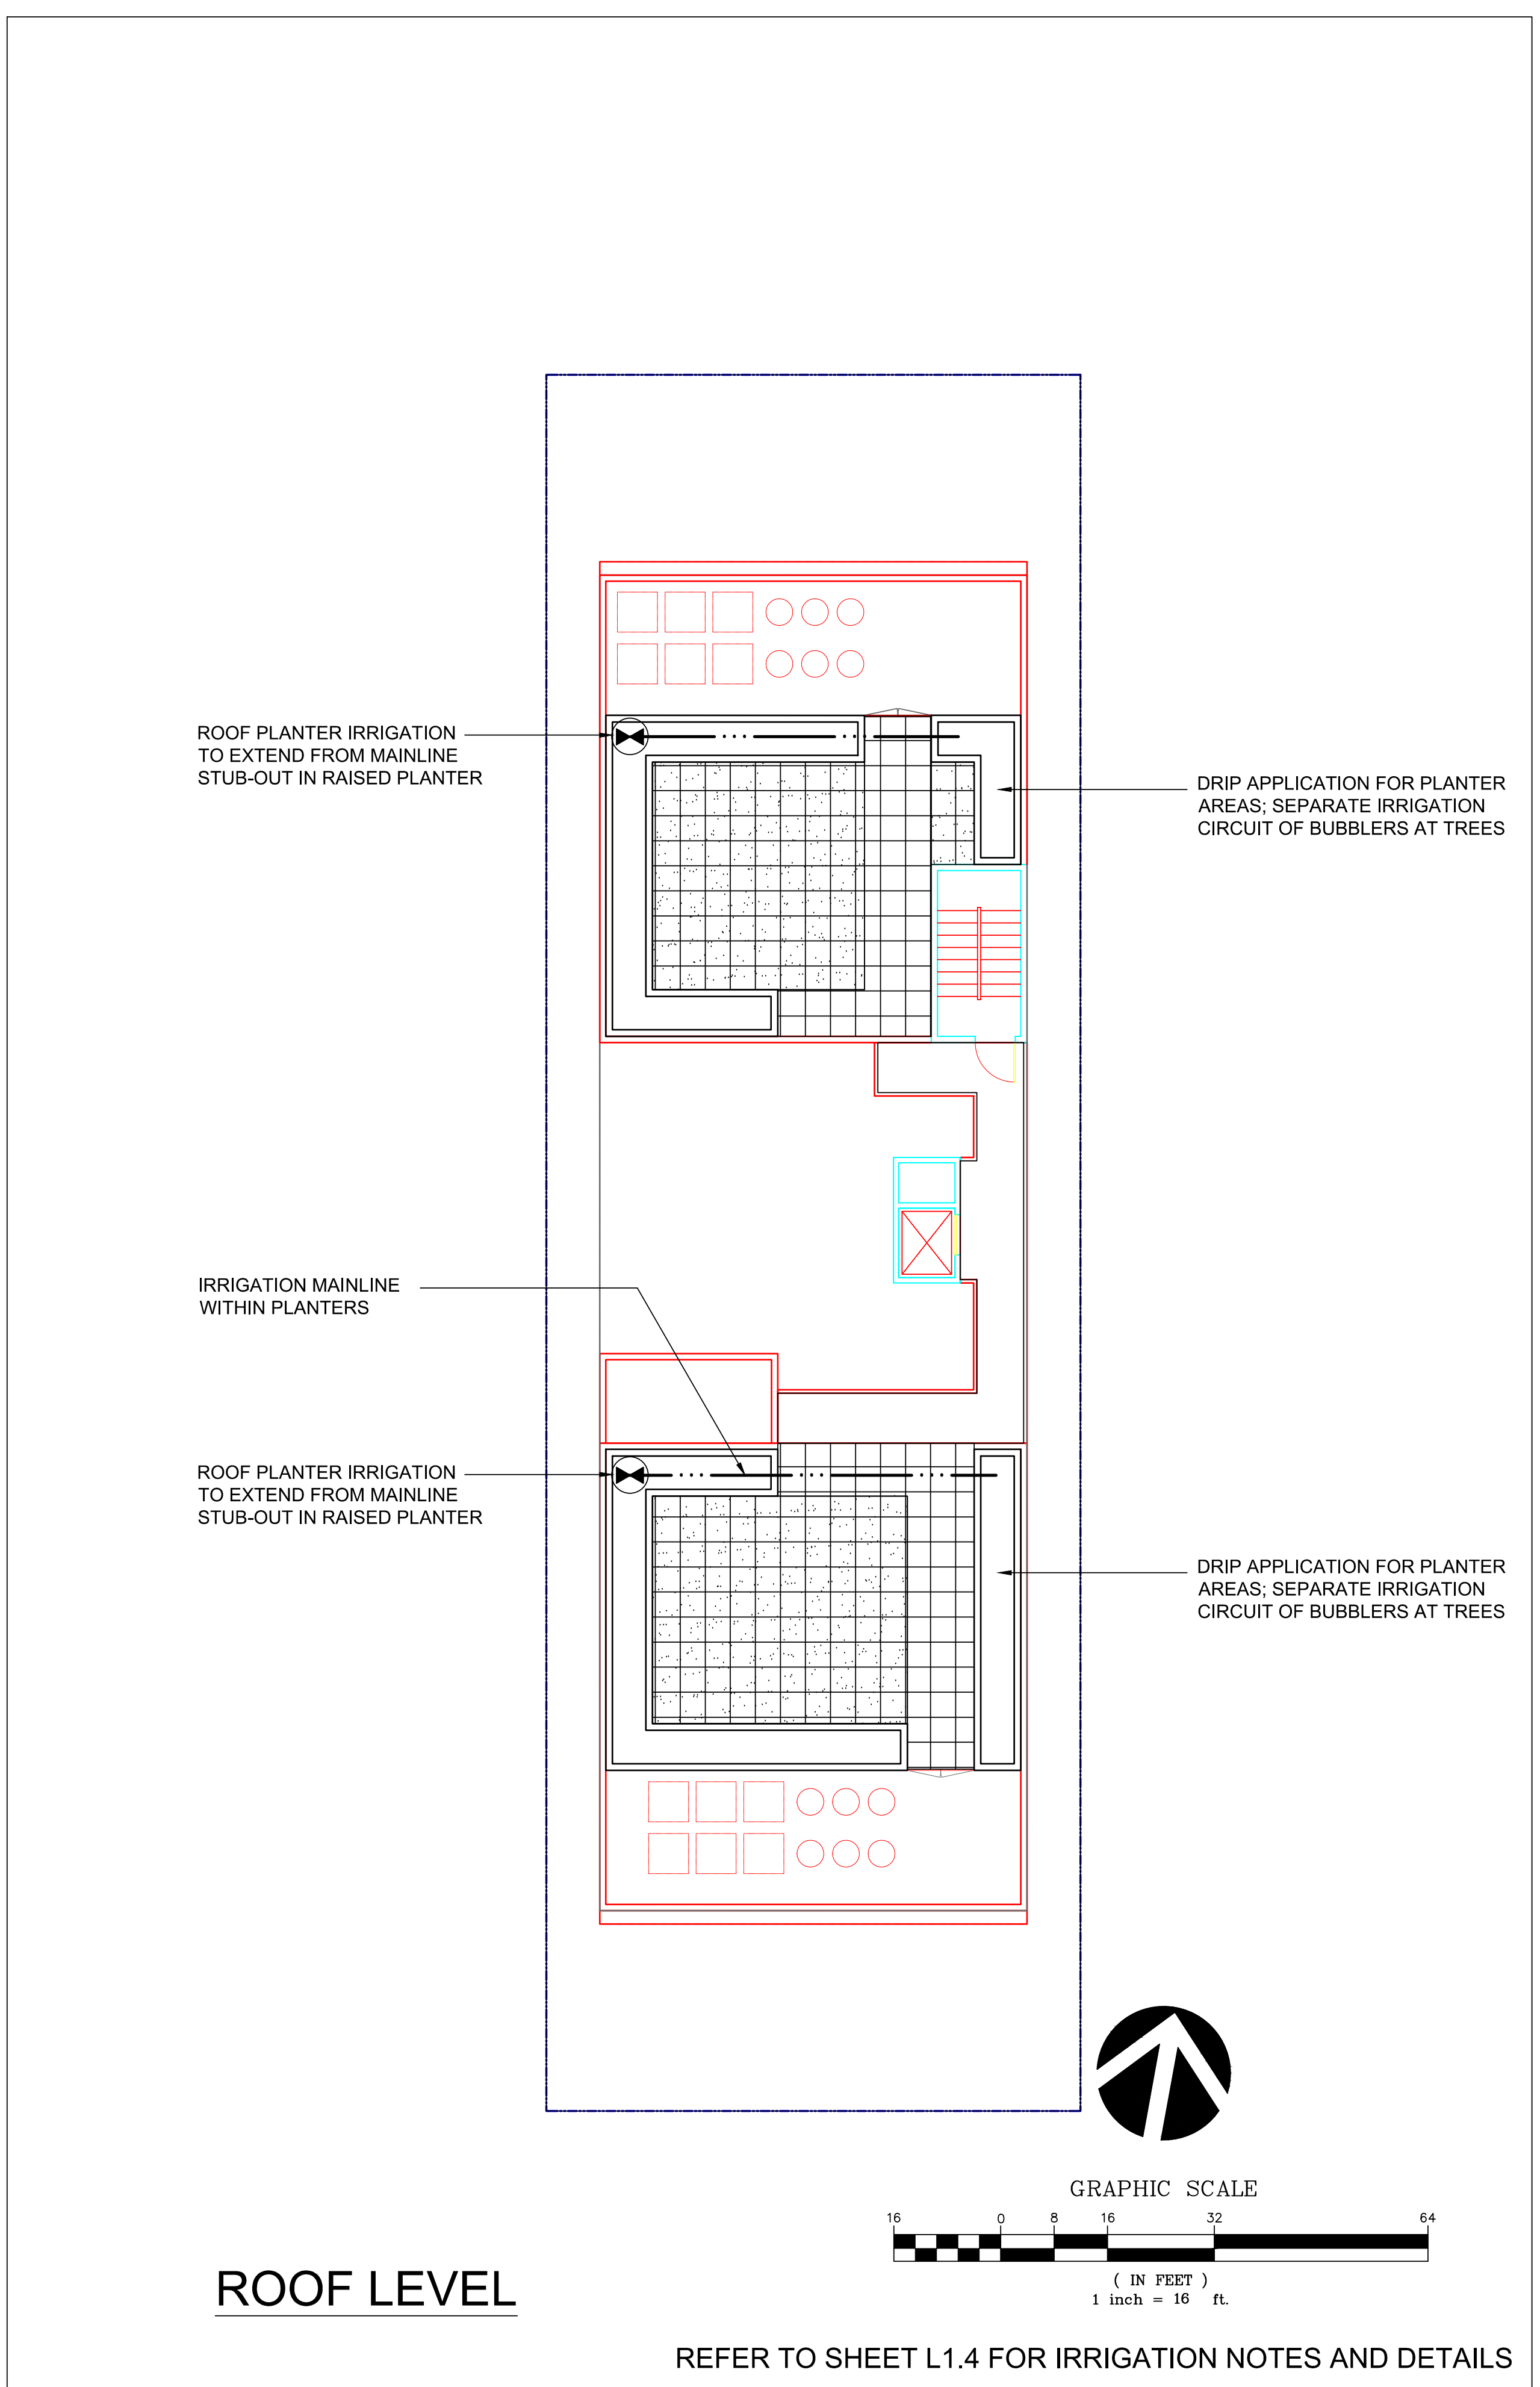 ROOF PLANTER IRRIGATION
TO EXTEND FROM MAINLINE
STUB-OUT IN RAISED PLANTER
DRIP APPLICATION FOR PLANTER
AREAS; SEPARATE IRRIGATION
CIRCUIT OF BUBBLERS AT TREES
IRRIGATION MAINLINE
WITHIN PLANTERS
ROOF PLANTER IRRIGATION
TO EXTEND FROM MAINLINE
STUB-OUT IN RAISED PLANTER
DRIP APPLICATION FOR PLANTER
AREAS; SEPARATE IRRIGATION
CIRCUIT OF BUBBLERS AT TREES
GRAPHIC SCALE
16 0 8 16 32 64
( IN FEET )
1 inch = 16 ft.
ROOF LEVEL
REFER TO SHEET L1.4 FOR IRRIGATION NOTES AND DETAILS